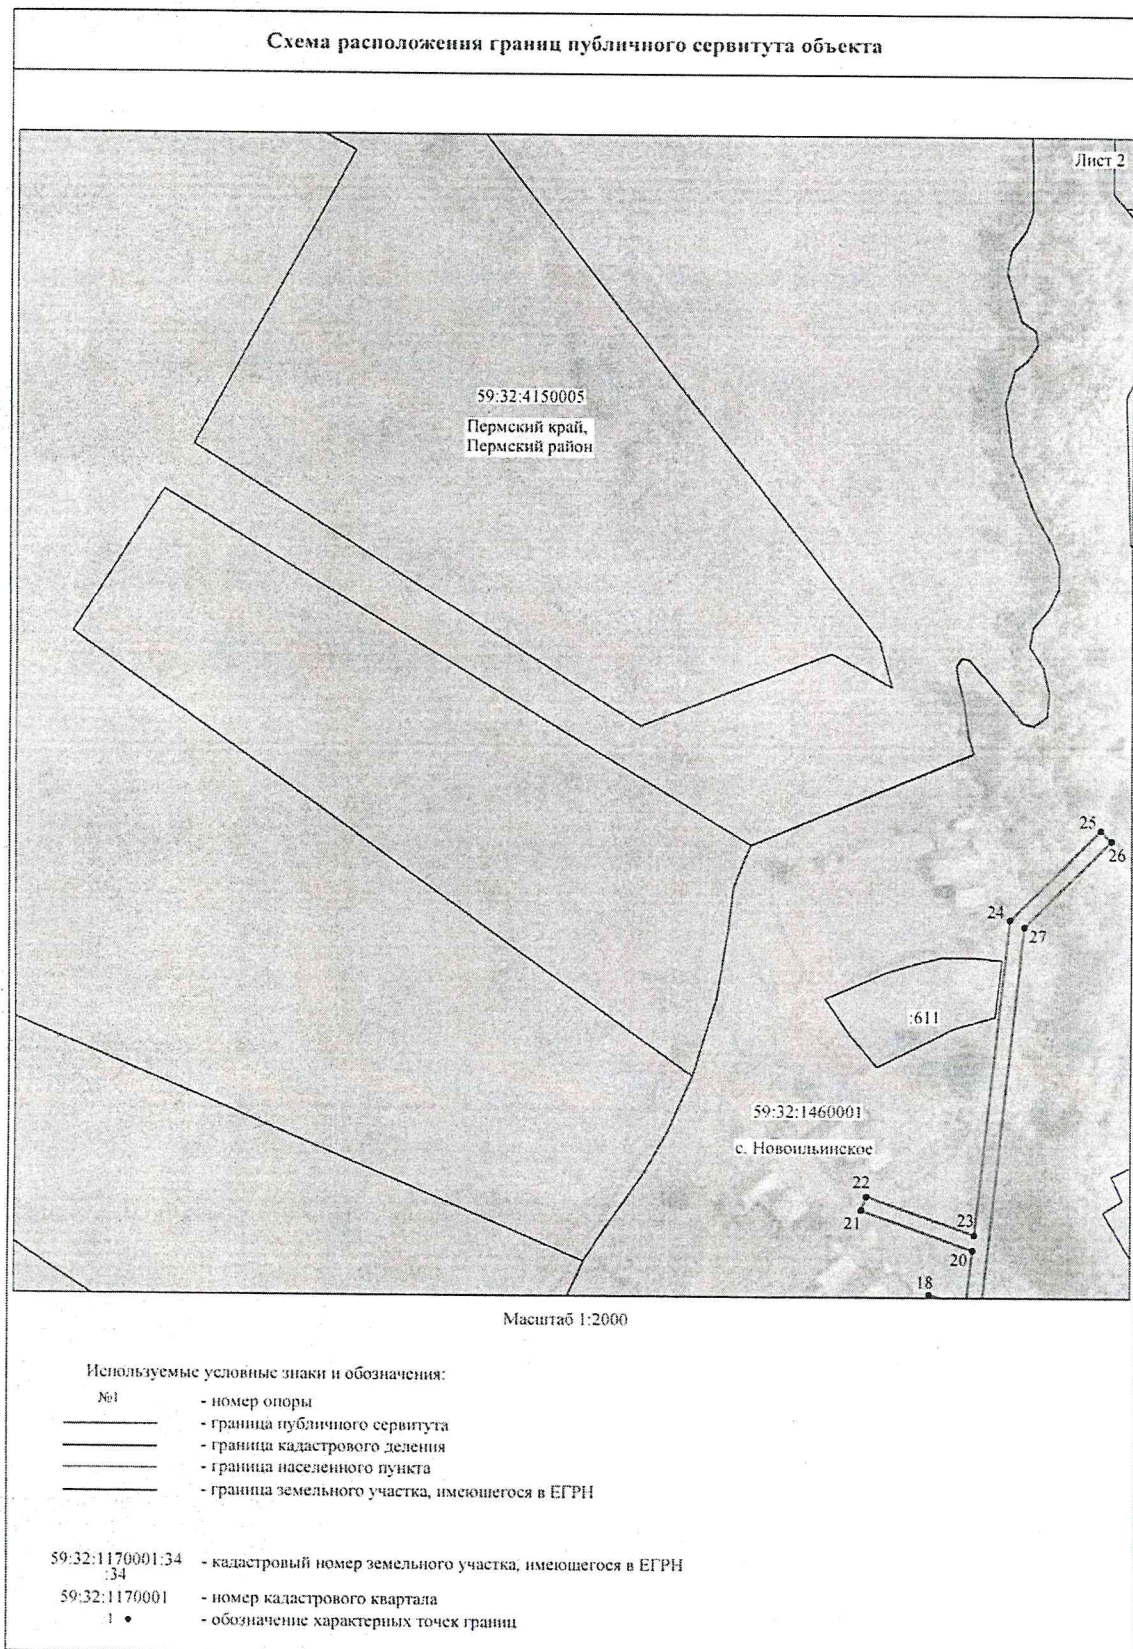 Схема расположения границ публичного сервитута объекта
Лист 2
59:32:4150005
Пермский край,
Пермский район
25
26
24
27
:611
59:32:1460001
с. Новоильинское
22
21
23
20
18
Масштаб 1:2000
Используемые условные знаки и обозначения:
№1 - номер опоры
- граница публичного сервитута
- граница кадастрового деления
- граница населенного пункта
- граница земельного участка, имеющегося в ЕГРН
59:32:1170001:34 - кадастровый номер земельного участка, имеющегося в ЕГРН
:34
59:32:1170001 - номер кадастрового квартала
1 • - обозначение характерных точек границ